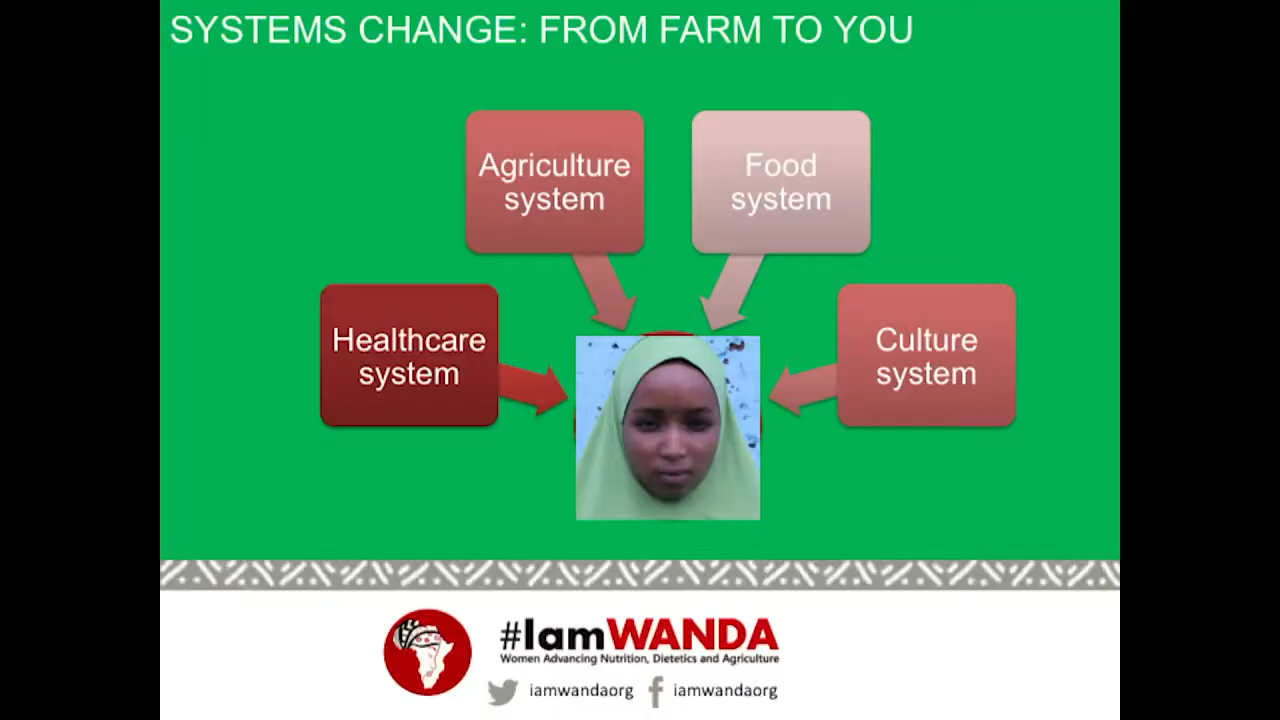 SYSTEMS CHANGE: FROM FARM TO YOU
Agriculture
system
Food
system
Healthcare
system
Culture
system
#IamWANDA
Women Advancing Nutrition, Dietetics and Agriculture
iamwandaorg
iamwandaorg